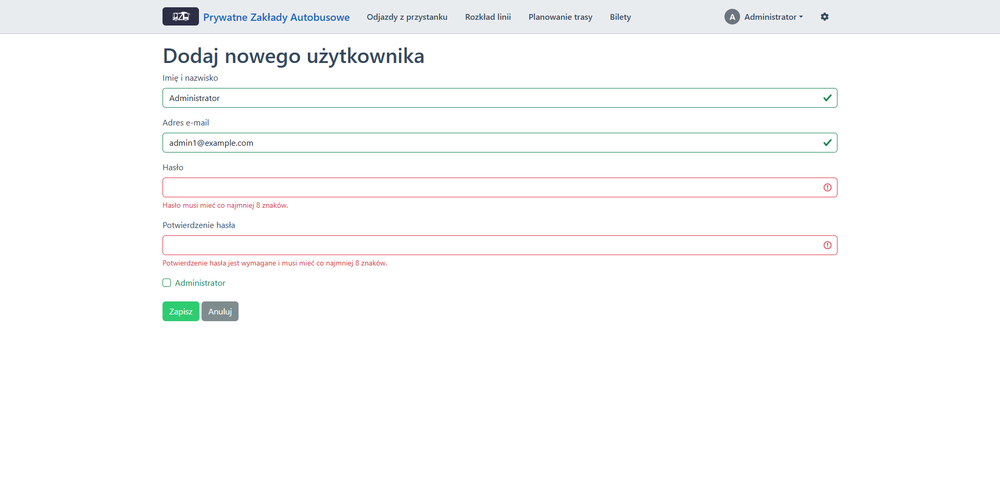 PZA Prywatne Zakłady Autobusowe Odjazdy z przystanku Rozkład linii Planowanie trasy Bilety A Administrator
Dodaj nowego użytkownika
Imię i nazwisko
Administrator
Adres e-mail
admin1@example.com
Hasło
Hasło musi mieć co najmniej 8 znaków.
Potwierdzenie hasła
Potwierdzenie hasła jest wymagane i musi mieć co najmniej 8 znaków.
Administrator
Zapisz Anuluj